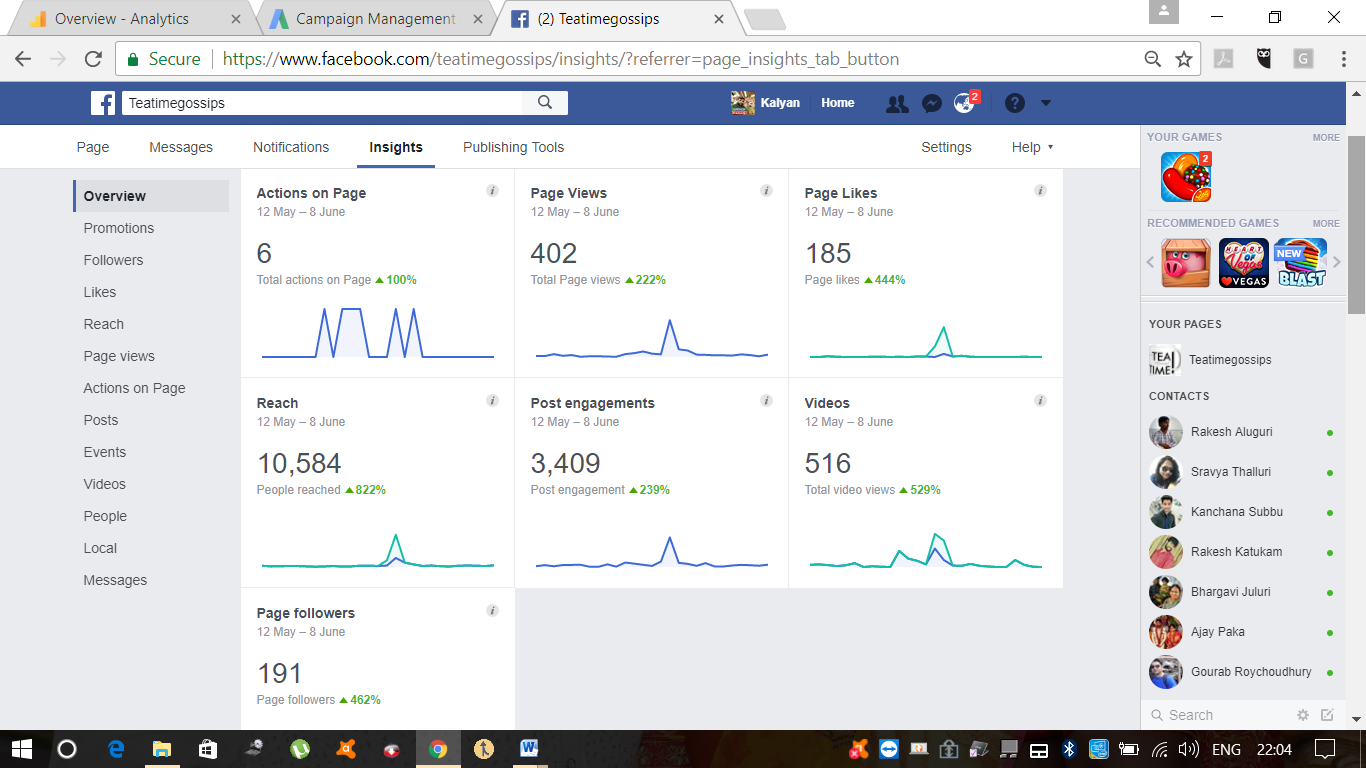 Overview - Analytics
Campaign Management
(2) Teatimegossips
Secure
https://www.facebook.com/teatimegossips/insights/?referrer=page_insights_tab_button
G
f
Teatimegossips
Kalyan
Home
2
?
Page
Messages
Notifications
Insights
Publishing Tools
Settings
Help
Overview
Promotions
Followers
Likes
Reach
Page views
Actions on Page
Posts
Events
Videos
People
Local
Messages
Actions on Page
12 May – 8 June
6
Total actions on Page 100%
Page Views
12 May – 8 June
402
Total Page views 222%
Page Likes
12 May – 8 June
185
Page likes 444%
Reach
12 May – 8 June
10,584
People reached 822%
Post engagements
12 May – 8 June
3,409
Post engagement 239%
Videos
12 May – 8 June
516
Total video views 529%
Page followers
12 May – 8 June
191
Page followers 462%
YOUR GAMES
MORE
2
RECOMMENDED GAMES
MORE
HEART OF Vegas
VEGAS
NEW
BLAST
YOUR PAGES
TEA TIME!
Teatimegossips
CONTACTS
Rakesh Aluguri
Sravya Thalluri
Kanchana Subbu
Rakesh Katukam
Bhargavi Juluri
Ajay Paka
Gourab Roychoudhury
Search
ENG
22:04